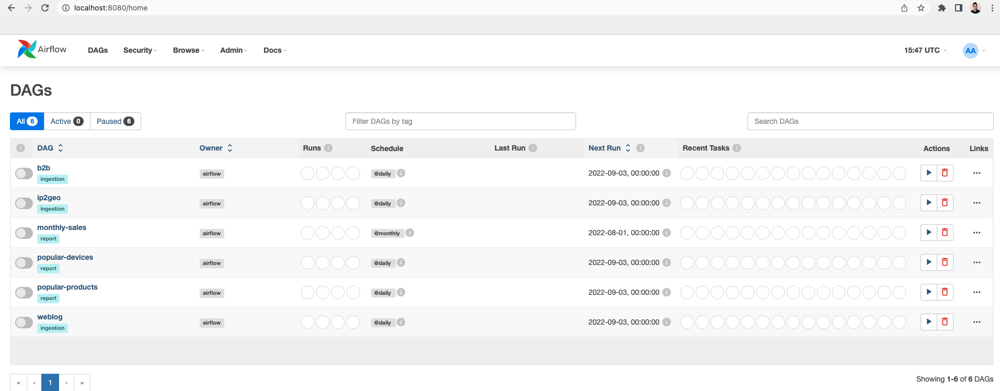 localhost:8080/home
Airflow DAGs Security Browse Admin Docs 15:47 UTC AA
DAGs
All 6 Active 0 Paused 6 Filter DAGs by tag Search DAGs
DAG Owner Runs Schedule Last Run Next Run Recent Tasks Actions Links
b2b
ingestion
airflow @daily 2022-09-03, 00:00:00
ip2geo
ingestion
airflow @daily 2022-09-03, 00:00:00
monthly-sales
report
airflow @monthly 2022-08-01, 00:00:00
popular-devices
report
airflow @daily 2022-09-03, 00:00:00
popular-products
report
airflow @daily 2022-09-03, 00:00:00
weblog
ingestion
airflow @daily 2022-09-03, 00:00:00
« ‹ 1 › »
Showing 1-6 of 6 DAGs